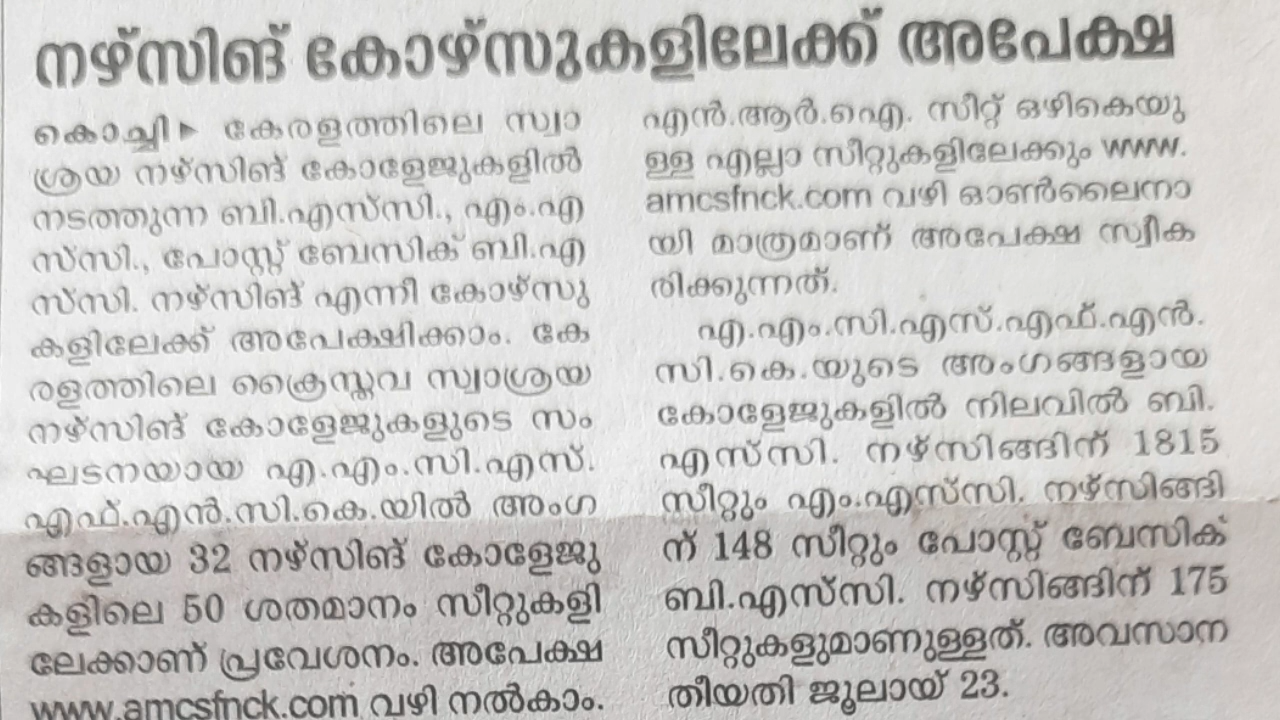 നഴ്സിങ് കോഴ്സുകളിലേക്ക് അപേക്ഷ
കൊച്ചി▶ കേരളത്തിലെ സ്വാ
ശ്രയ നഴ്സിങ് കോളേജുകളിൽ
നടത്തുന്ന ബി.എസ്സി., എം.എ
സ്സി., പോസ്റ്റ് ബേസിക് ബി.എ
സ്സി. നഴ്സിങ് എന്നീ കോഴ്സു
കളിലേക്ക് അപേക്ഷിക്കാം. കേ
രളത്തിലെ ക്രൈസ്തവ സ്വാശ്രയ
നഴ്സിങ് കോളേജുകളുടെ സം
ഘടനയായ എ.എം.സി.എസ്.
എഫ്.എൻ.സി.കെ.യിൽ അംഗ
ങ്ങളായ 32 നഴ്സിങ് കോളേജു
കളിലെ 50 ശതമാനം സീറ്റുകളി
ലേക്കാണ് പ്രവേശനം. അപേക്ഷ
www.amcsfnck.com വഴി നൽകാം.
എൻ.ആർ.ഐ. സീറ്റ് ഒഴികെയു
ള്ള എല്ലാ സീറ്റുകളിലേക്കും www.
amcsfnck.com വഴി ഓൺലൈനാ
യി മാത്രമാണ് അപേക്ഷ സ്വീക
രിക്കുന്നത്.
എ.എം.സി.എസ്.എഫ്.എൻ.
സി.കെ.യുടെ അംഗങ്ങളായ
കോളേജുകളിൽ നിലവിൽ ബി.
എസ്സി. നഴ്സിങ്ങിന് 1815
സീറ്റും എം.എസ്സി. നഴ്സിങ്ങി
ന് 148 സീറ്റും പോസ്റ്റ് ബേസിക്
ബി.എസ്സി. നഴ്സിങ്ങിന് 175
സീറ്റുകളുമാണുള്ളത്. അവസാന
തീയതി ജൂലായ് 23.